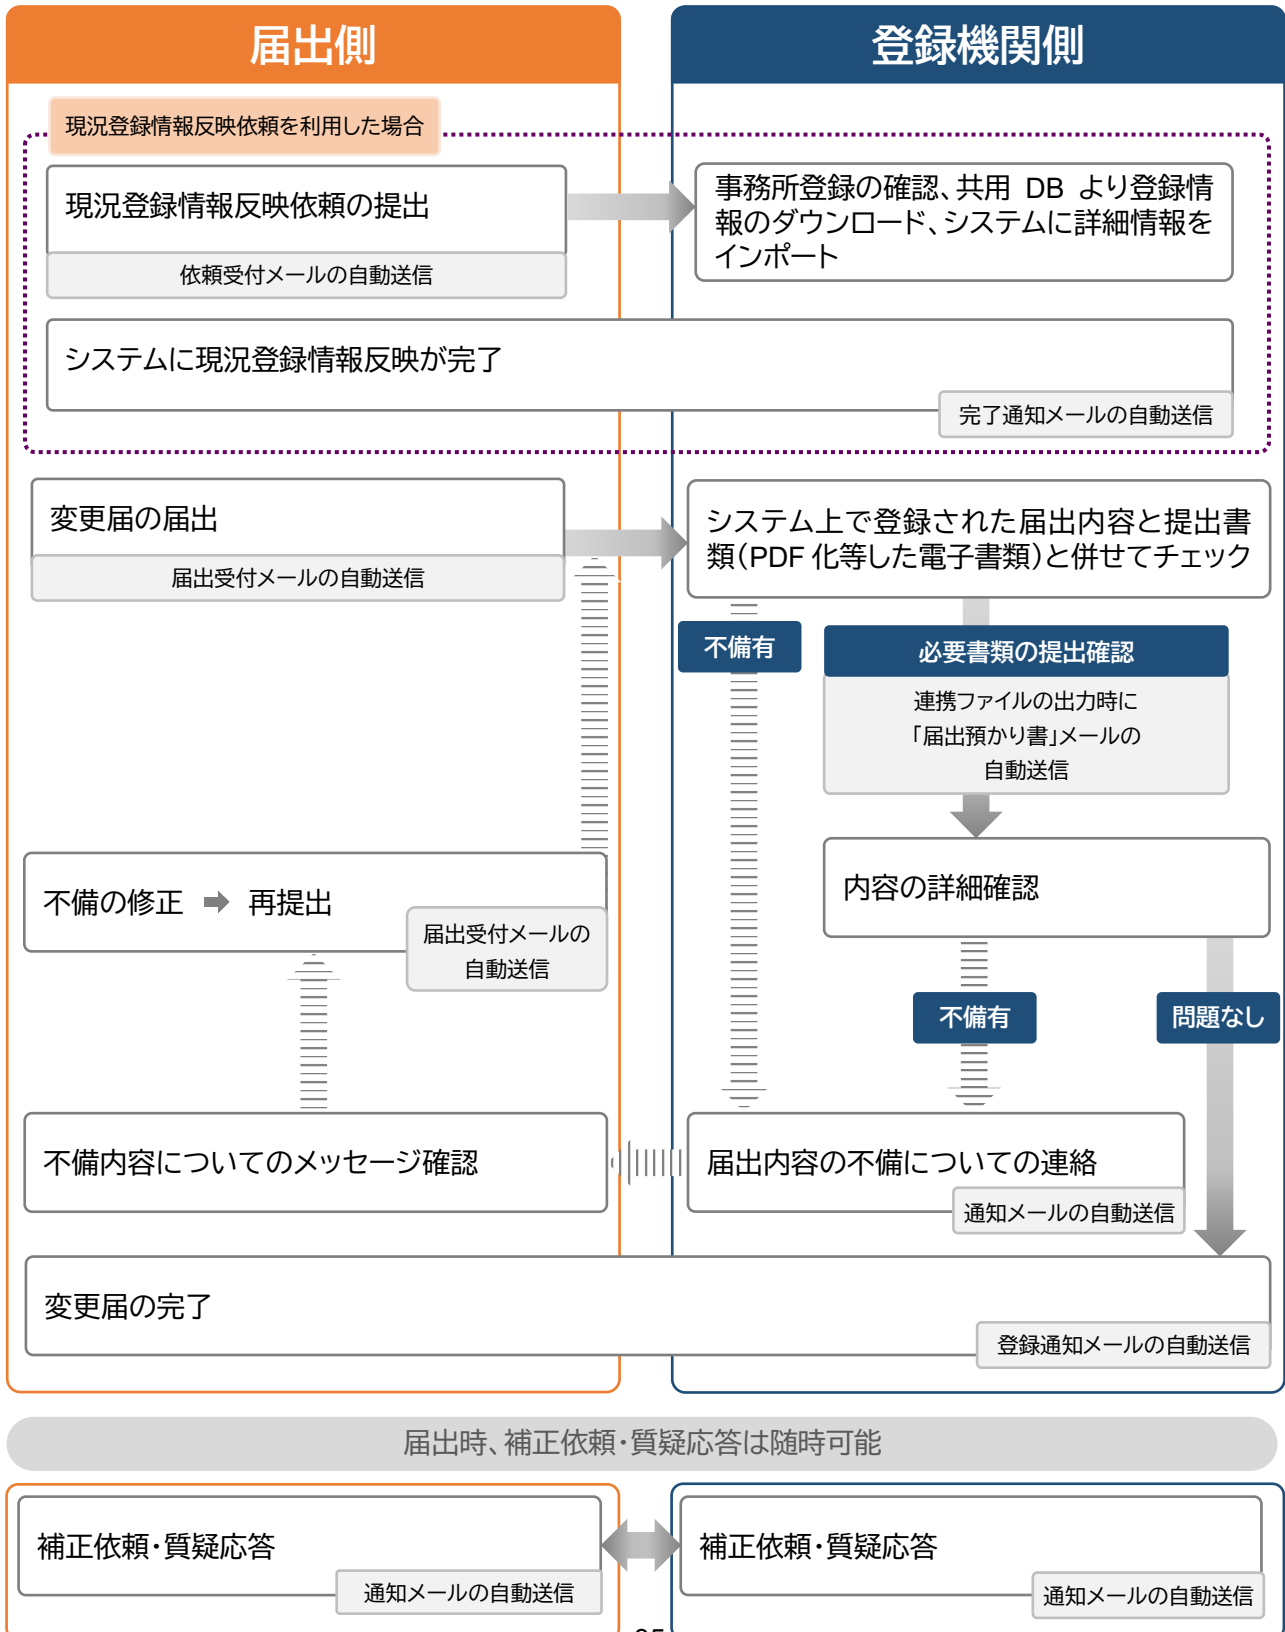 届出側
登録機関側
現況登録情報反映依頼を利用した場合
現況登録情報反映依頼の提出
依頼受付メールの自動送信
事務所登録の確認、共用 DB より登録情
報のダウンロード、システムに詳細情報を
インポート
システムに現況登録情報反映が完了
完了通知メールの自動送信
変更届の届出
届出受付メールの自動送信
システム上で登録された届出内容と提出書
類（PDF 化等した電子書類）と併せてチェック
不備有
必要書類の提出確認
連携ファイルの出力時に
「届出預かり書」メールの
自動送信
内容の詳細確認
不備の修正 ➡ 再提出
届出受付メールの
自動送信
不備有
問題なし
不備内容についてのメッセージ確認
届出内容の不備についての連絡
通知メールの自動送信
変更届の完了
登録通知メールの自動送信
届出時、補正依頼・質疑応答は随時可能
補正依頼・質疑応答
通知メールの自動送信
補正依頼・質疑応答
通知メールの自動送信